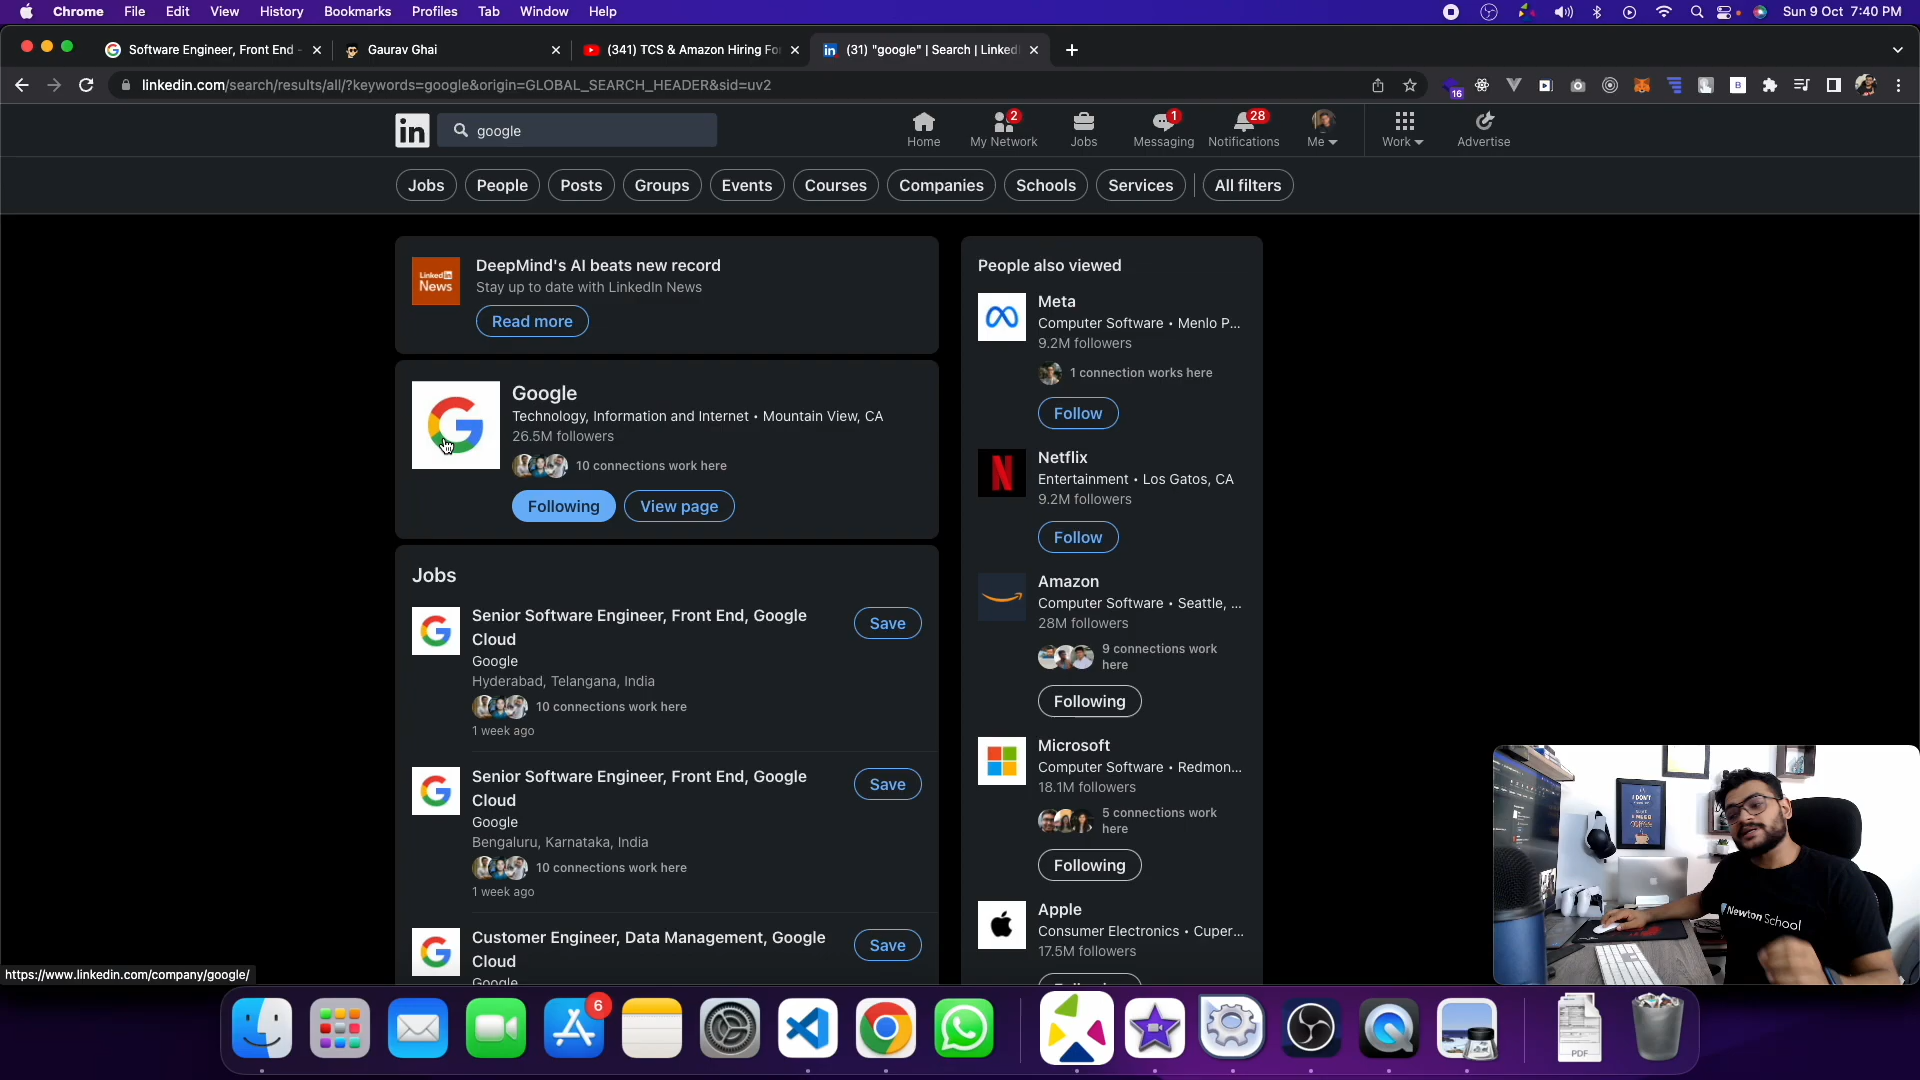 Chrome File Edit View History Bookmarks Profiles Tab Window Help Sun 9 Oct 7:40 PM
Software Engineer, Front End - Gaurav Ghai (341) TCS & Amazon Hiring Fo (31) "google" | Search | Linked
linkedin.com/search/results/all/?keywords=google&origin=GLOBAL_SEARCH_HEADER&sid=uv2
16
in google
2 1 28
Home My Network Jobs Messaging Notifications Me Work Advertise
Jobs People Posts Groups Events Courses Companies Schools Services All filters
Linked in News
DeepMind's AI beats new record
Stay up to date with LinkedIn News
Read more
Google
Technology, Information and Internet • Mountain View, CA
26.5M followers
10 connections work here
Following View page
Jobs
Senior Software Engineer, Front End, Google
Cloud
Save
Google
Hyderabad, Telangana, India
10 connections work here
1 week ago
Senior Software Engineer, Front End, Google
Cloud
Save
Google
Bengaluru, Karnataka, India
10 connections work here
1 week ago
Customer Engineer, Data Management, Google
Cloud
Save
Google
People also viewed
Meta
Computer Software • Menlo P...
9.2M followers
1 connection works here
Follow
Netflix
Entertainment • Los Gatos, CA
9.2M followers
Follow
Amazon
Computer Software • Seattle, ...
28M followers
9 connections work
here
Following
Microsoft
Computer Software • Redmon...
18.1M followers
5 connections work
here
Following
Apple
Consumer Electronics • Cuper...
17.5M followers
I DON'T
COFFEE
Newton School
https://www.linkedin.com/company/google/
6
PDF